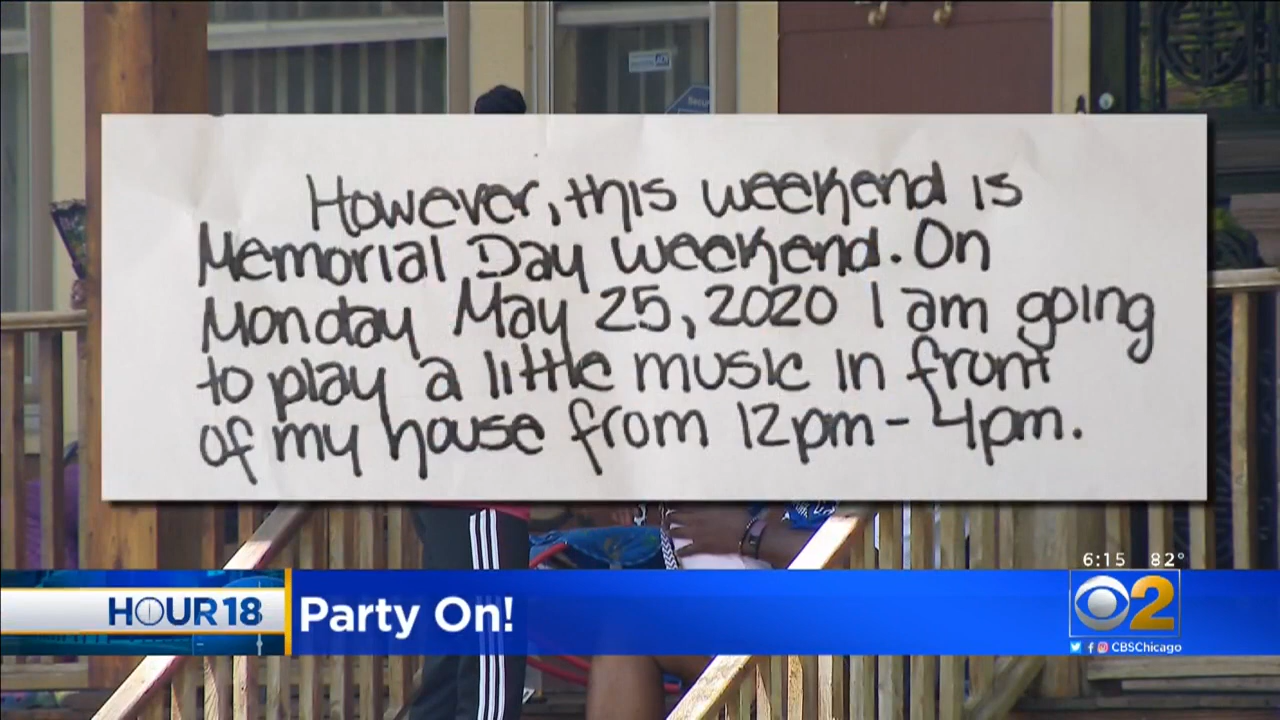 However, this weekend is
Memorial Day weekend. On
Monday May 25, 2020 I am going
to play a little music in front
of my house from 12pm - 4pm.
6:15 82°
HOUR 18
Party On!
2
CBSChicago